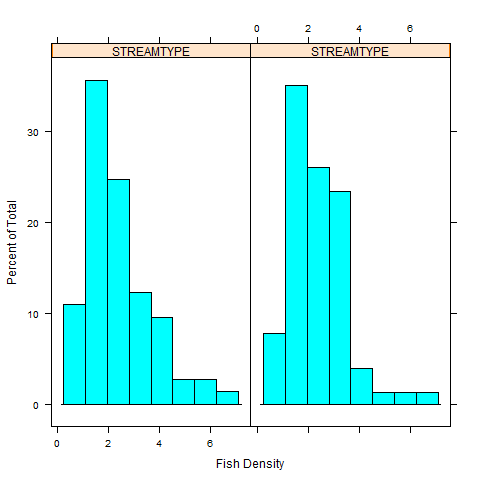 0 2 4 6
STREAMTYPE STREAMTYPE
30
20
10
0
Percent of Total
0 2 4 6
Fish Density